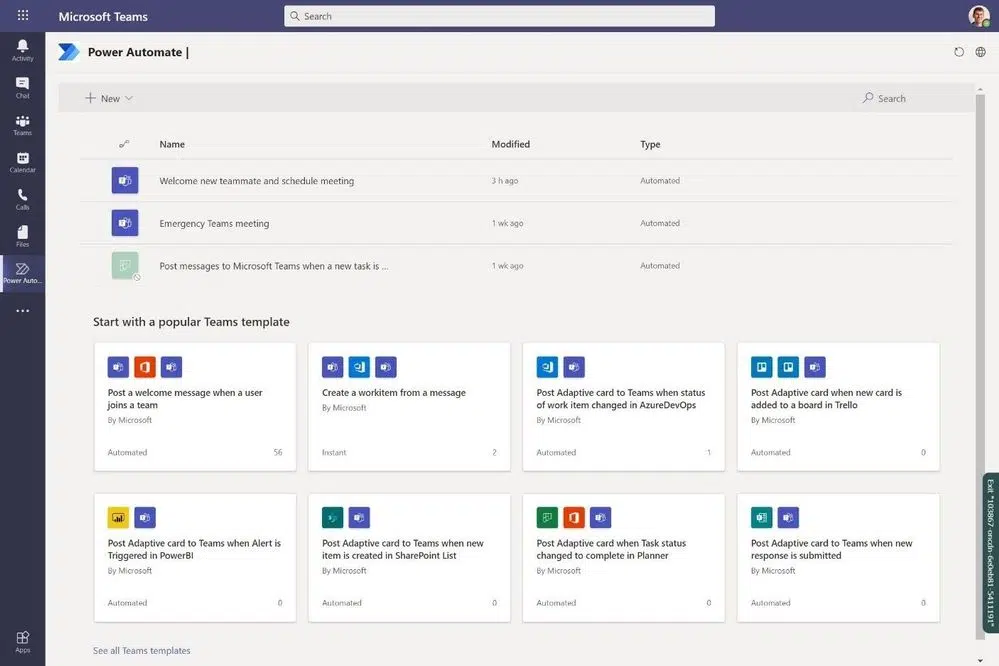 Microsoft Teams
Search
Activity
Chat
Teams
Calendar
Calls
Files
Power Auto...
Apps
Power Automate |
New
Search
Name Modified Type
Welcome new teammate and schedule meeting 3 h ago Automated
Emergency Teams meeting 1 wk ago Automated
Post messages to Microsoft Teams when a new task is ... 1 wk ago Automated
Start with a popular Teams template
Post a welcome message when a user
joins a team
By Microsoft
Automated 56
Create a workitem from a message
By Microsoft
Instant 2
Post Adaptive card to Teams when status
of work item changed in AzureDevOps
By Microsoft
Automated 1
Post Adaptive card when new card is
added to a board in Trello
By Microsoft
Automated 0
Post Adaptive card to Teams when Alert is
Triggered in PowerBI
By Microsoft
Automated 0
Post Adaptive card to Teams when new
item is created in SharePoint List
By Microsoft
Automated 0
Post Adaptive card when Task status
changed to complete in Planner
By Microsoft
Automated 0
Post Adaptive card to Teams when new
response is submitted
By Microsoft
Automated 0
See all Teams templates